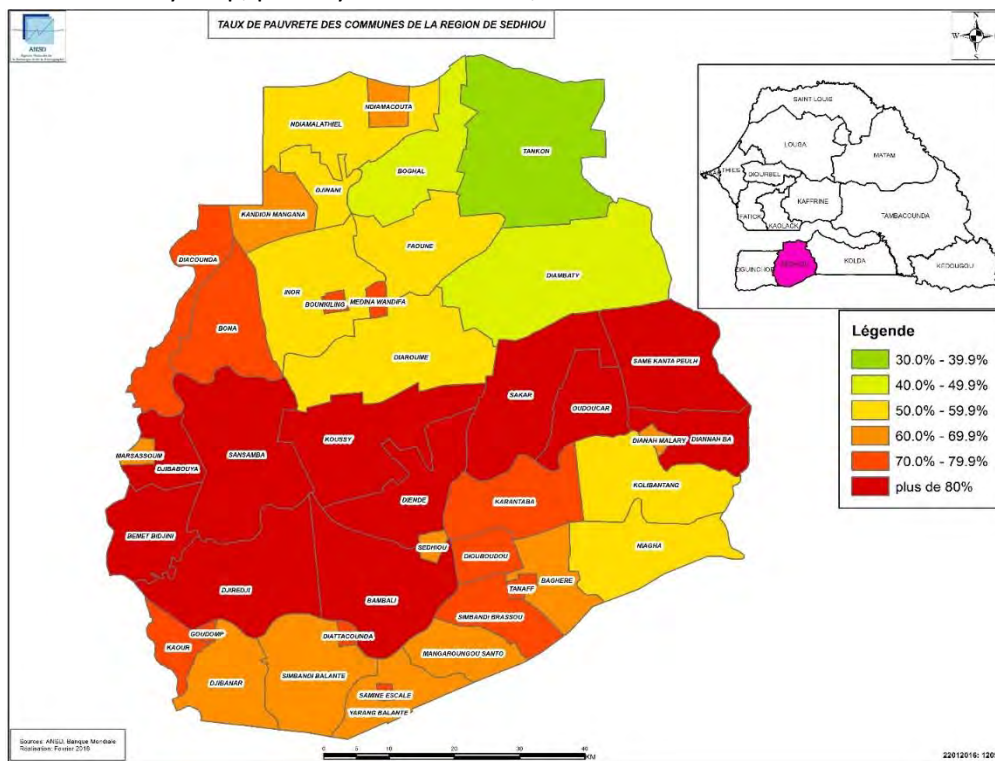 TAUX DE PAUVRETE DES COMMUNES DE LA REGION DE SEDHIOU
ANSD
N
W
S
NDIAMACOUTA
NDIAMALATHIEL
TANKON
BOGHAL
DJINANI
KANDION MANGANA
FAOUNE
DIACOUNDA
DIAMBATY
INOR
BOUNKILING
MEDINA WANDIFA
BONA
DIAROUME
SAME KANTA PEULH
SAKAR
OUDOUCAR
KOUSSY
DIANAH MALARY
DIANNAH BA
MARSASSOUM
DJIBABOUYA
SANSAMBA
KOLIBANTANG
DIENDE
KARANTABA
BEMET BIDJINI
SEDHIOU
NIAGHA
DIOUBOUDOU
BAGHERE
TANAFF
DJIREDJI
BAMBALI
SIMBANDI BRASSOU
GOUDOMP
DIATTACOUNDA
KAOUR
MANGAROUNGOU SANTO
SIMBANDI BALANTE
DJIBANAR
SAMINE ESCALE
YARANG BALANTE
SAINT LOUIS
LOUGA
MATAM
THIES
DIOURBEL
KAFFRINE
FATICK
KAOLACK
TAMBACOUNDA
SEDHIOU
KOLDA
KEDOUGOU
Légende
30.0% - 39.9%
40.0% - 49.9%
50.0% - 59.9%
60.0% - 69.9%
70.0% - 79.9%
plus de 80%
Sources: ANSD, Banque Mondiale
Réalisation: Fevrier 2016
0 5 10 20 30 40
KM
22012016: 120